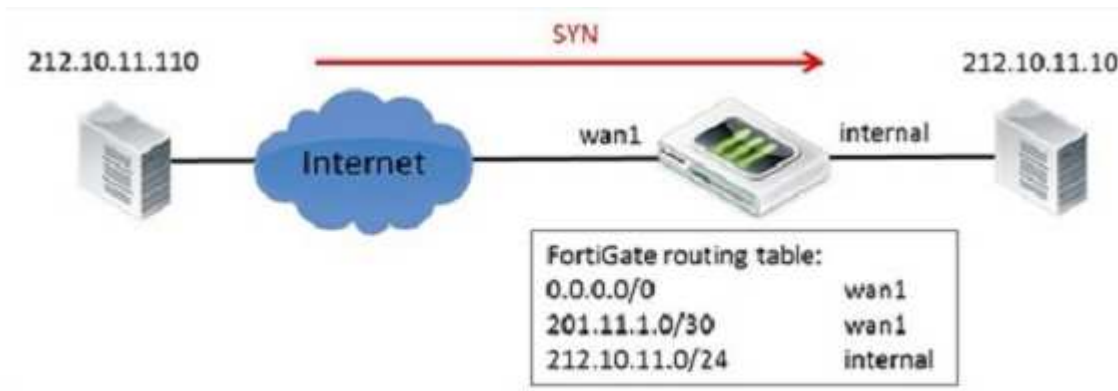 SYN
212.10.11.110
212.10.11.10
wan1
internal
Internet
FortiGate routing table:
0.0.0.0/0 wan1
201.11.1.0/30 wan1
212.10.11.0/24 internal